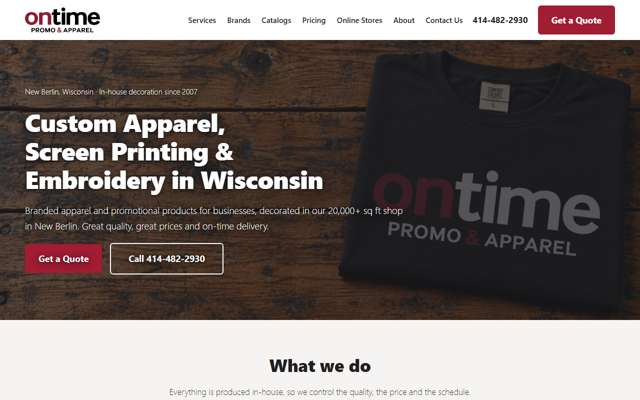 ontime
PROMO & APPAREL
Services
Brands
Catalogs
Pricing
Online Stores
About
Contact Us
414-482-2930
Get a Quote
New Berlin, Wisconsin · In-house decoration since 2007
Custom Apparel,
Screen Printing &
Embroidery in Wisconsin
Branded apparel and promotional products for businesses, decorated in our 20,000+ sq ft shop
in New Berlin. Great quality, great prices and on-time delivery.
Get a Quote
Call 414-482-2930
ontime
PROMO & APPAREL
What we do
Everything is produced in-house, so we control the quality, the price and the schedule.